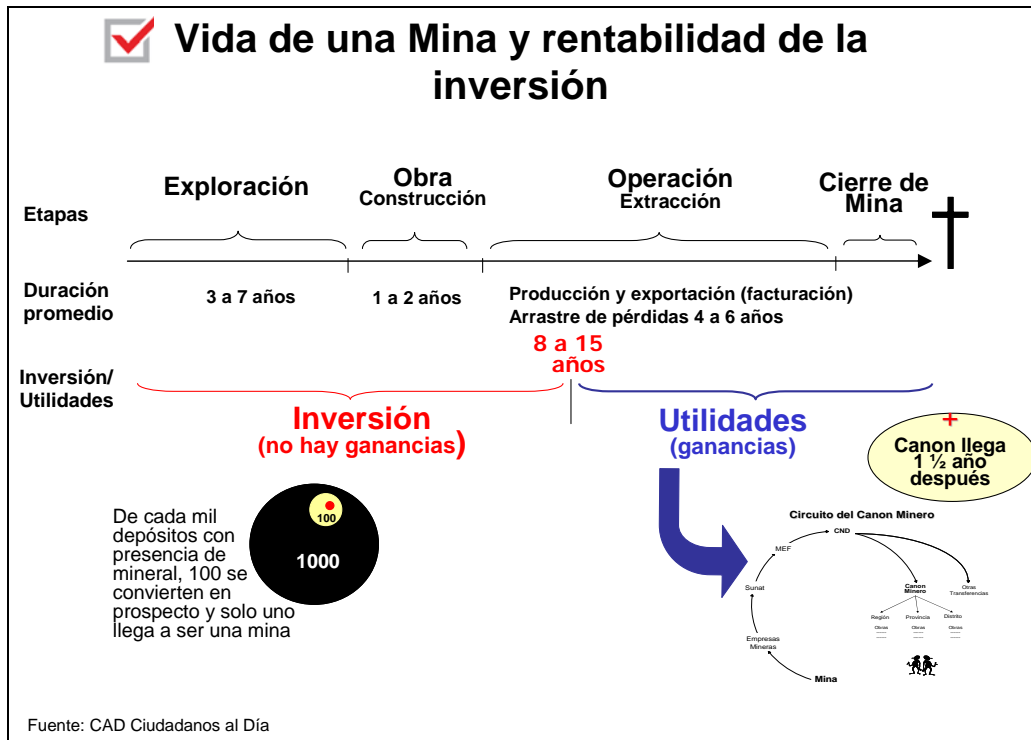 Vida de una Mina y rentabilidad de la
inversión
Etapas
Exploración
Obra
Construcción
Operación
Extracción
Cierre de
Mina
Duración
promedio
3 a 7 años
1 a 2 años
Producción y exportación (facturación)
Arrastre de pérdidas 4 a 6 años
8 a 15
años
Inversión/
Utilidades
Inversión
(no hay ganancias)
Utilidades
(ganancias)
+
Canon llega
1 ½ año
después
De cada mil
depósitos con
presencia de
mineral, 100 se
convierten en
prospecto y solo uno
llega a ser una mina
100
1000
Circuito del Canon Minero
CND
MEF
Sunat
Empresas
Mineras
Mina
Canon
Minero
Otras
Transferencias
Región
Provincia
Distrito
Obras
Obras
Obras
Fuente: CAD Ciudadanos al Día